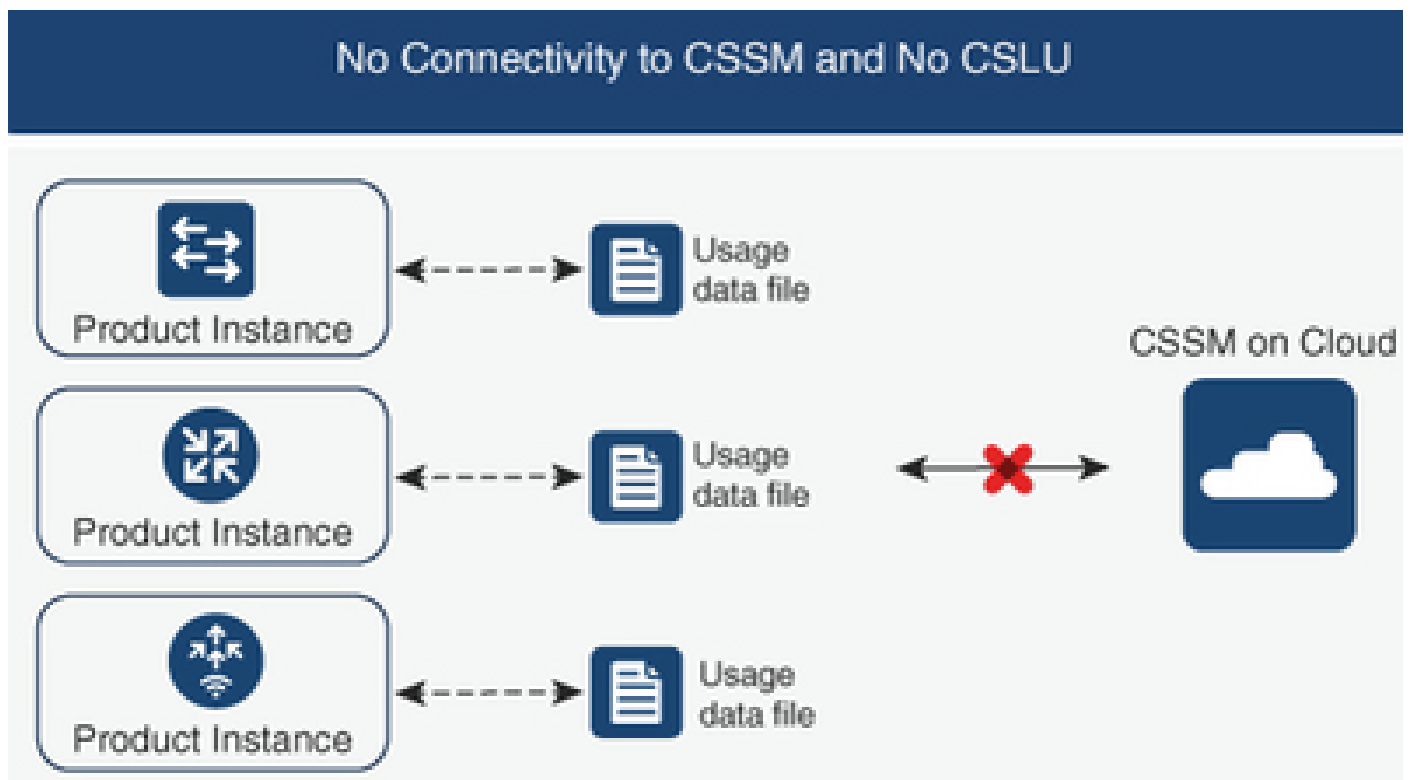 No Connectivity to CSSM and No CSLU
Product Instance
Usage
data file
CSSM on Cloud
Product Instance
Usage
data file
Product Instance
Usage
data file